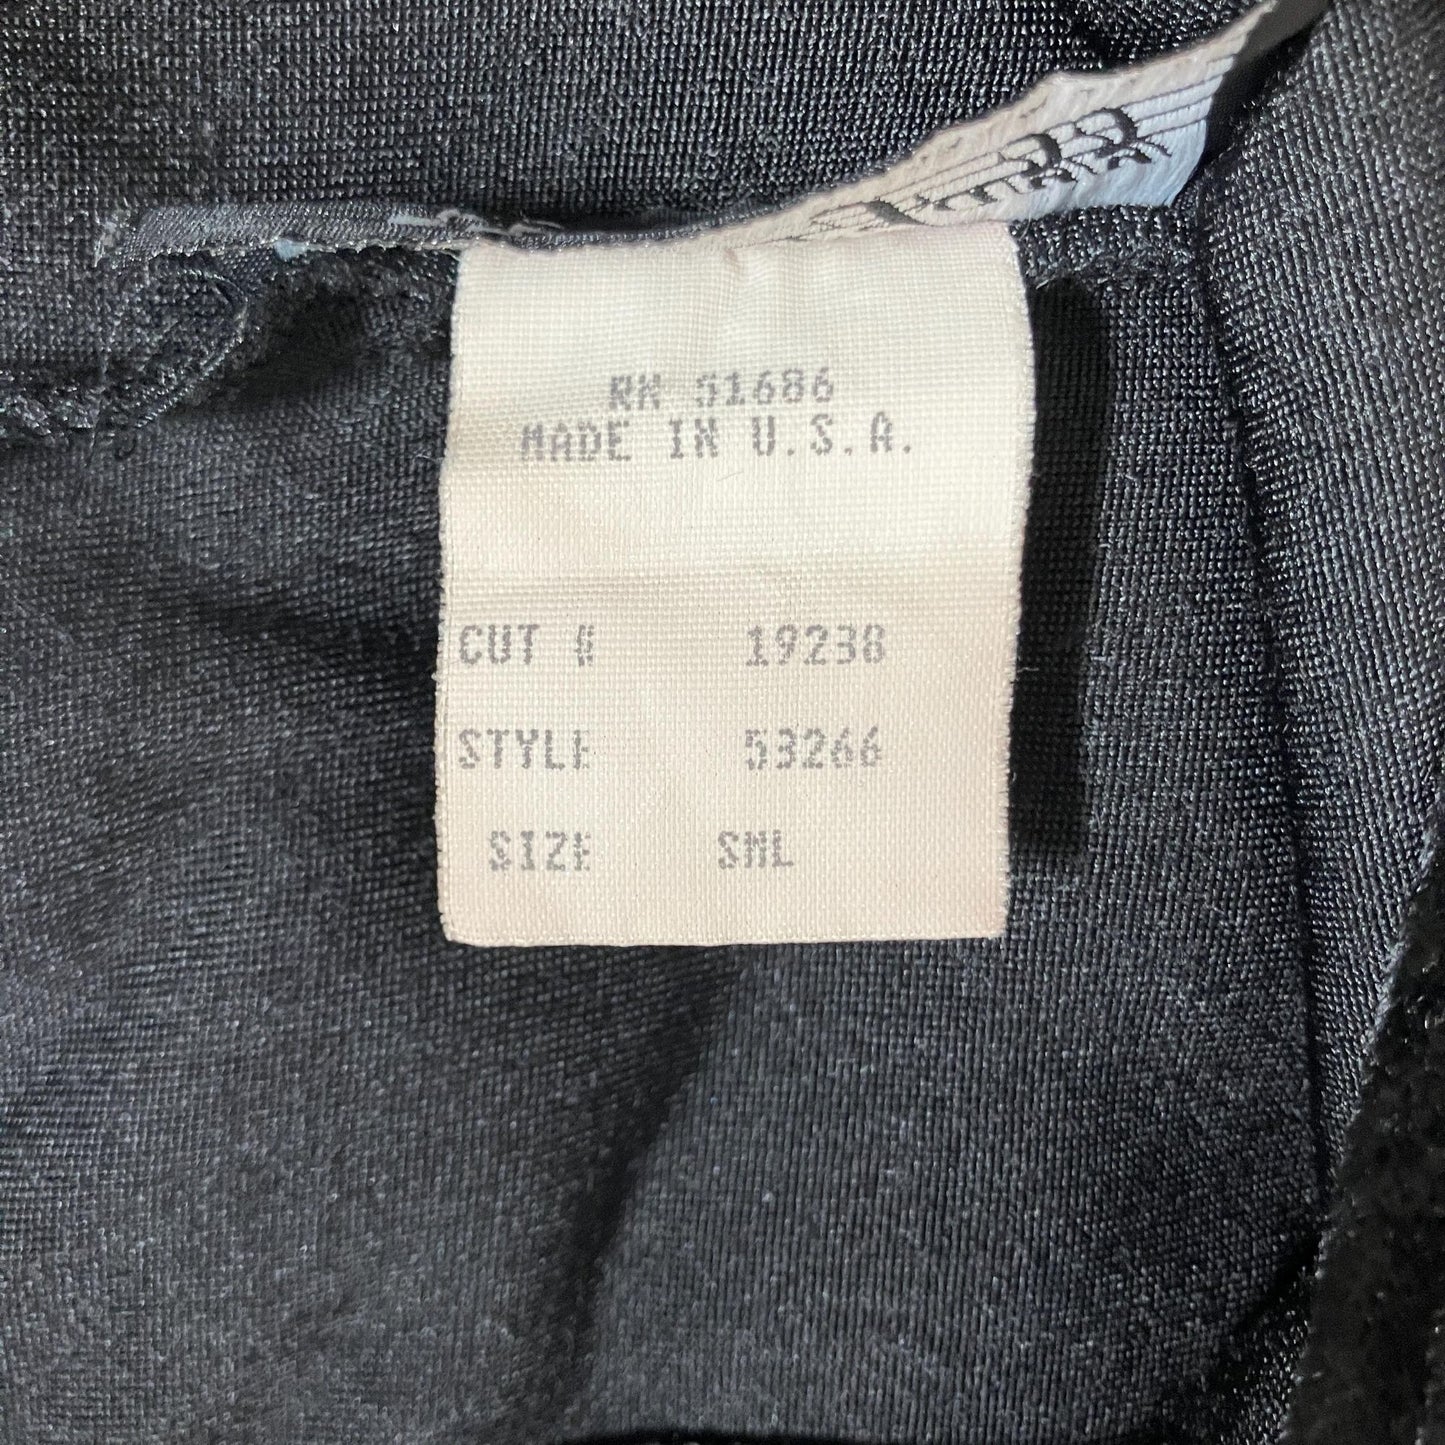 RN 51686
MADE IN U.S.A.
CUT # 19238
STYLE 53266
SIZE SML